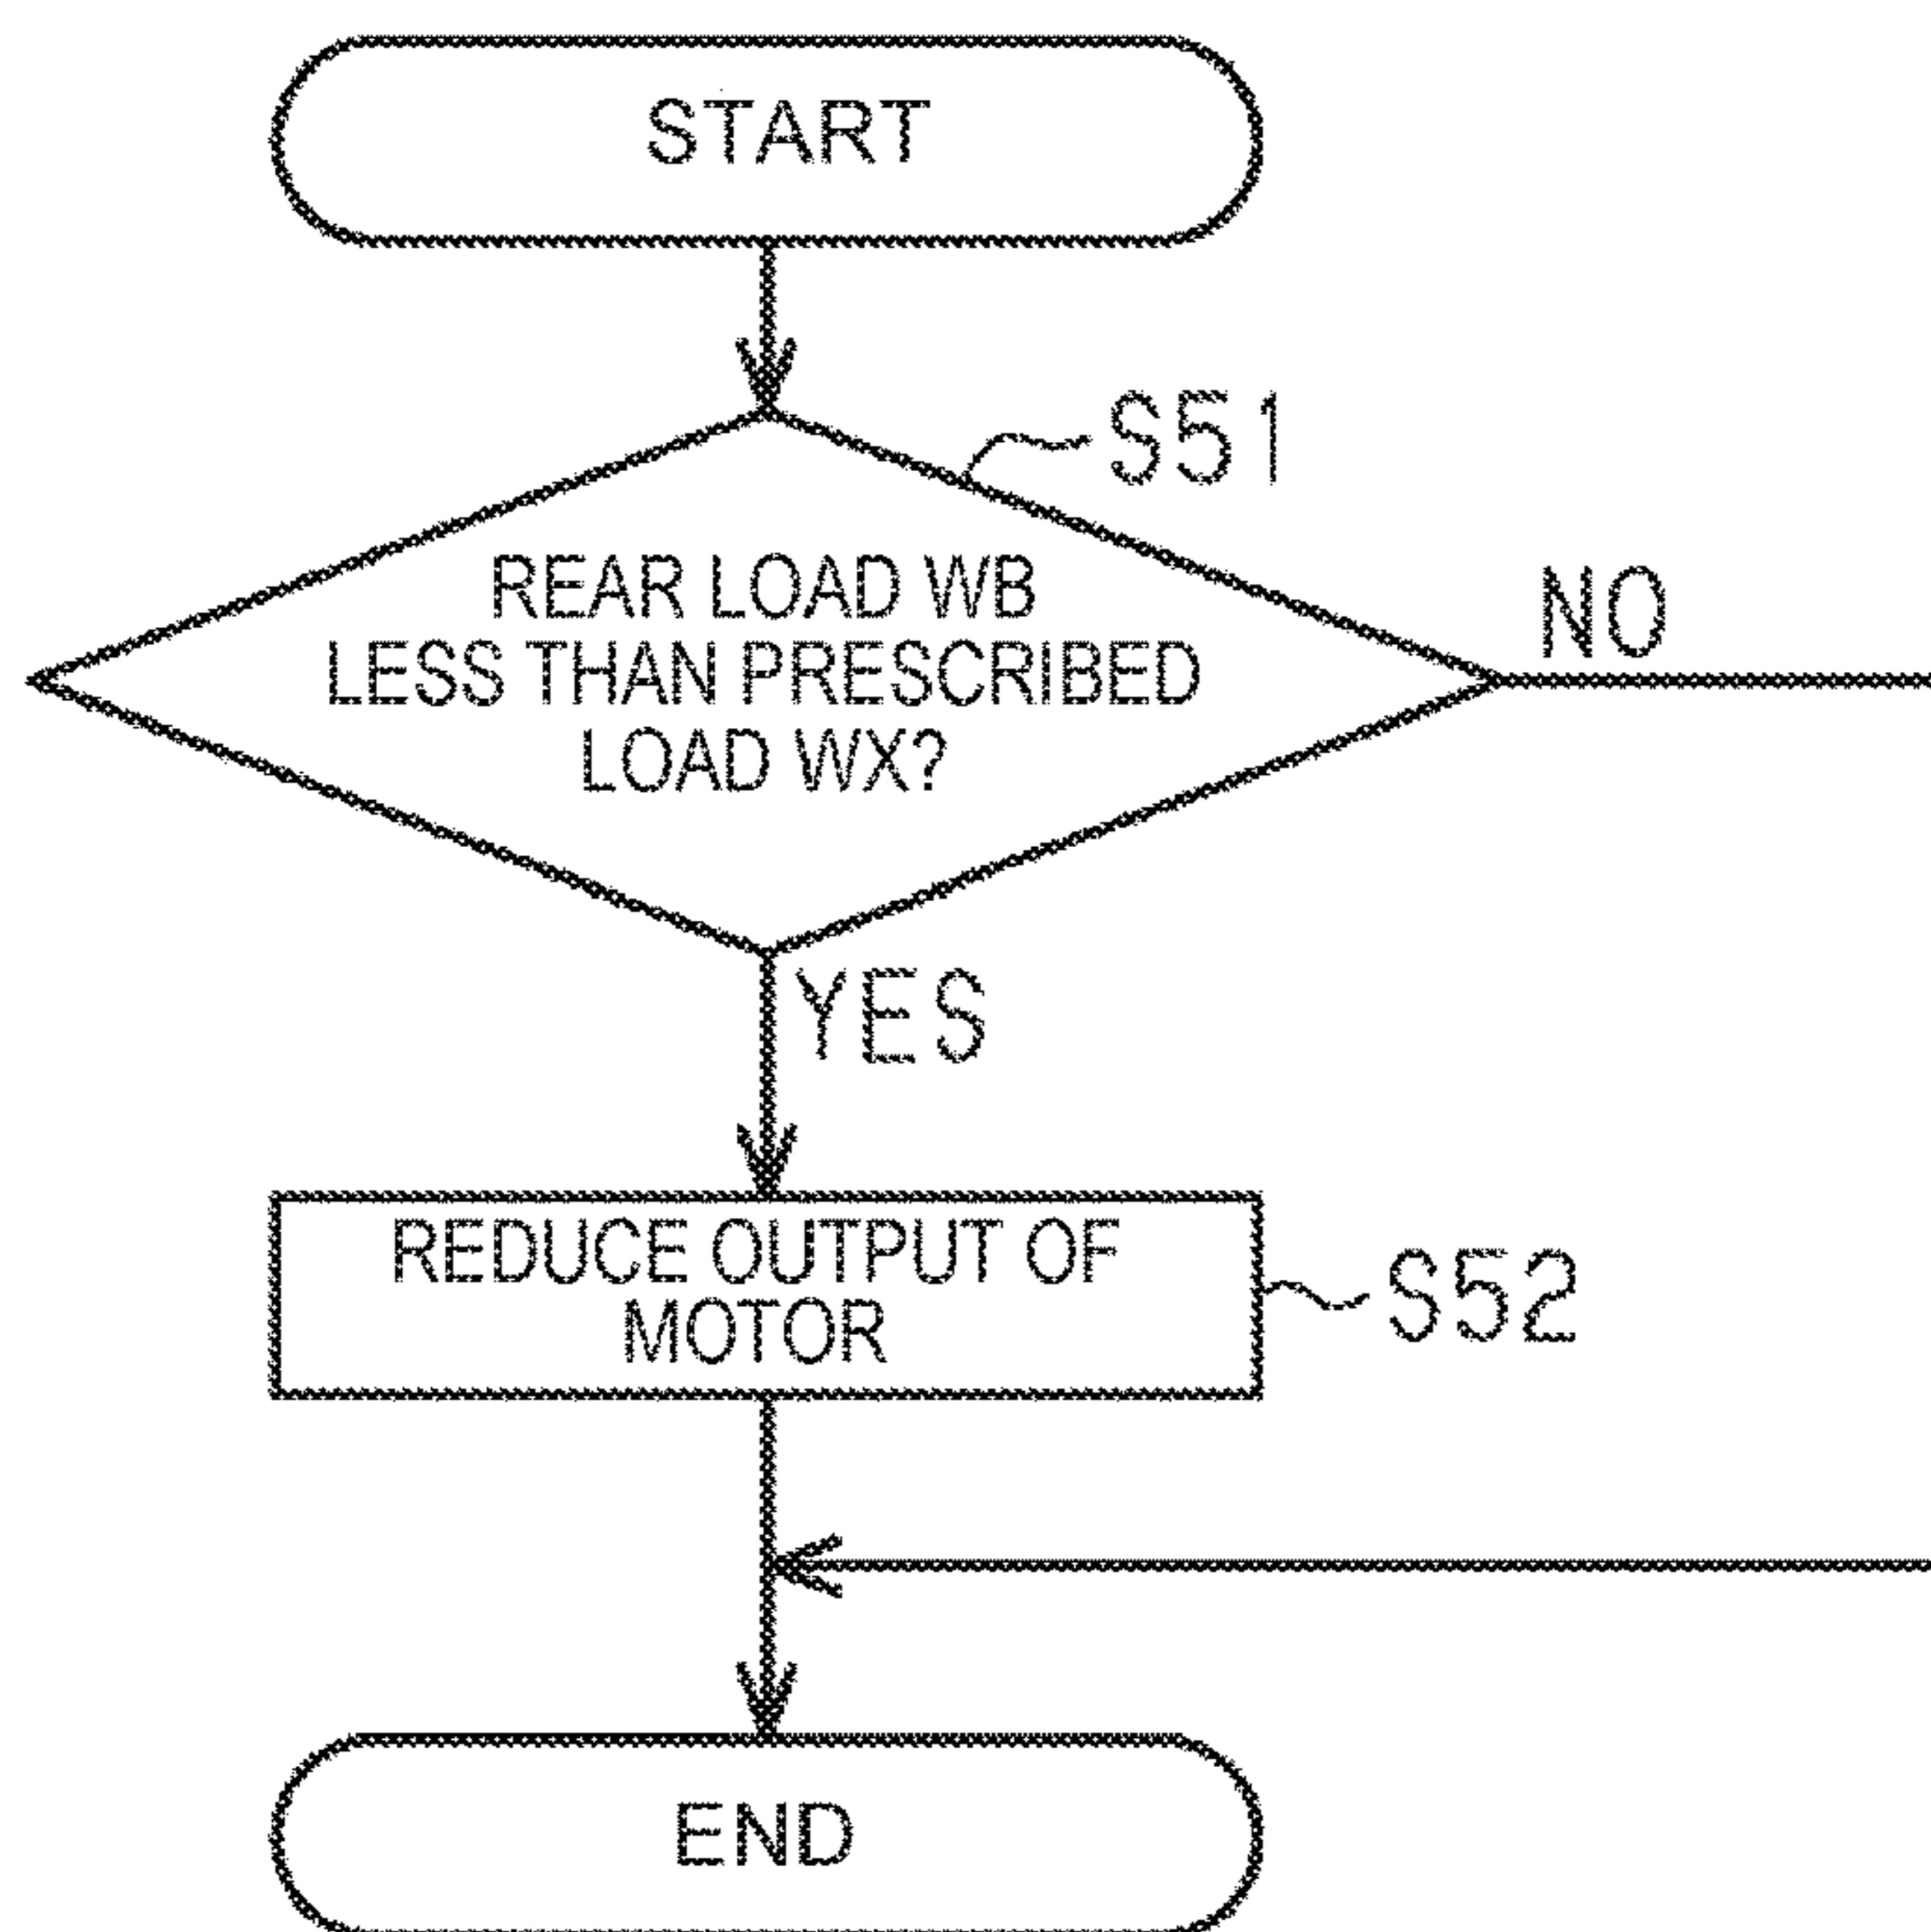 START
S51
REAR LOAD WB
LESS THAN PRESCRIBED
LOAD WX?
NO
YES
REDUCE OUTPUT OF
MOTOR
S52
END